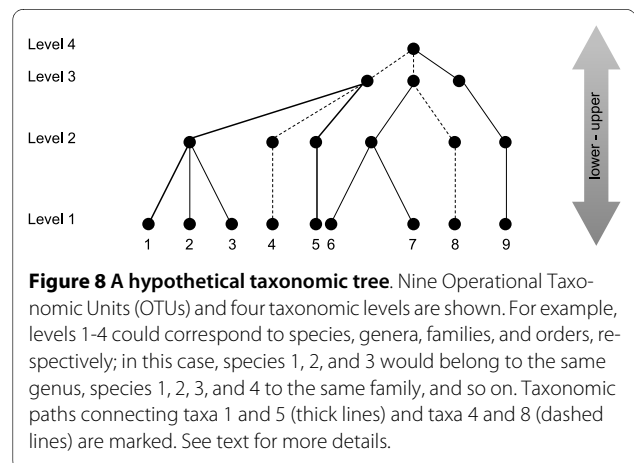 Level 4
Level 3
Level 2
Level 1
1 2 3 4 5 6 7 8 9
lower - upper
Figure 8 A hypothetical taxonomic tree. Nine Operational Taxo-
nomic Units (OTUs) and four taxonomic levels are shown. For example,
levels 1-4 could correspond to species, genera, families, and orders, re-
spectively; in this case, species 1, 2, and 3 would belong to the same
genus, species 1, 2, 3, and 4 to the same family, and so on. Taxonomic
paths connecting taxa 1 and 5 (thick lines) and taxa 4 and 8 (dashed
lines) are marked. See text for more details.